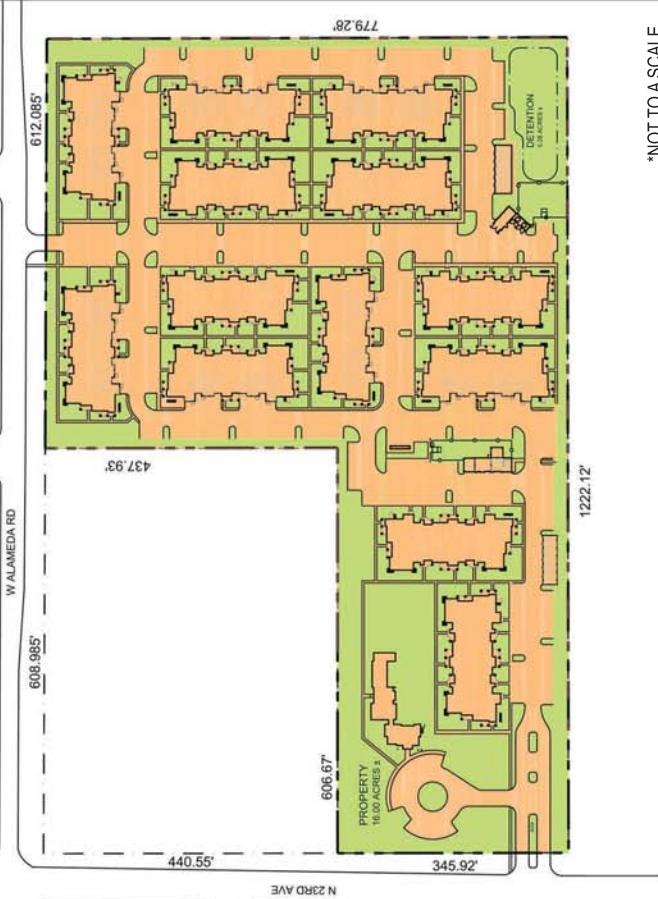 779.28'
612.085'
*NOT TO A SCALE
DETENTION
0.28 ACRES ±
437.93'
W ALAMEDA RD
1222.12'
608.985'
606.67'
PROPERTY
16.00 ACRES ±
440.55'
345.92'
N 23RD AVE